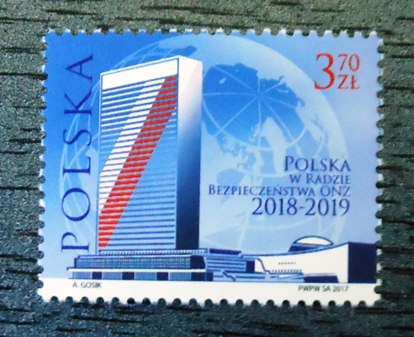 POLSKA
3.70
ZŁ
POLSKA
W RADZIE
BEZPIECZEŃSTWA ONZ
2018-2019
A. GOSIK
PWPW SA 2017